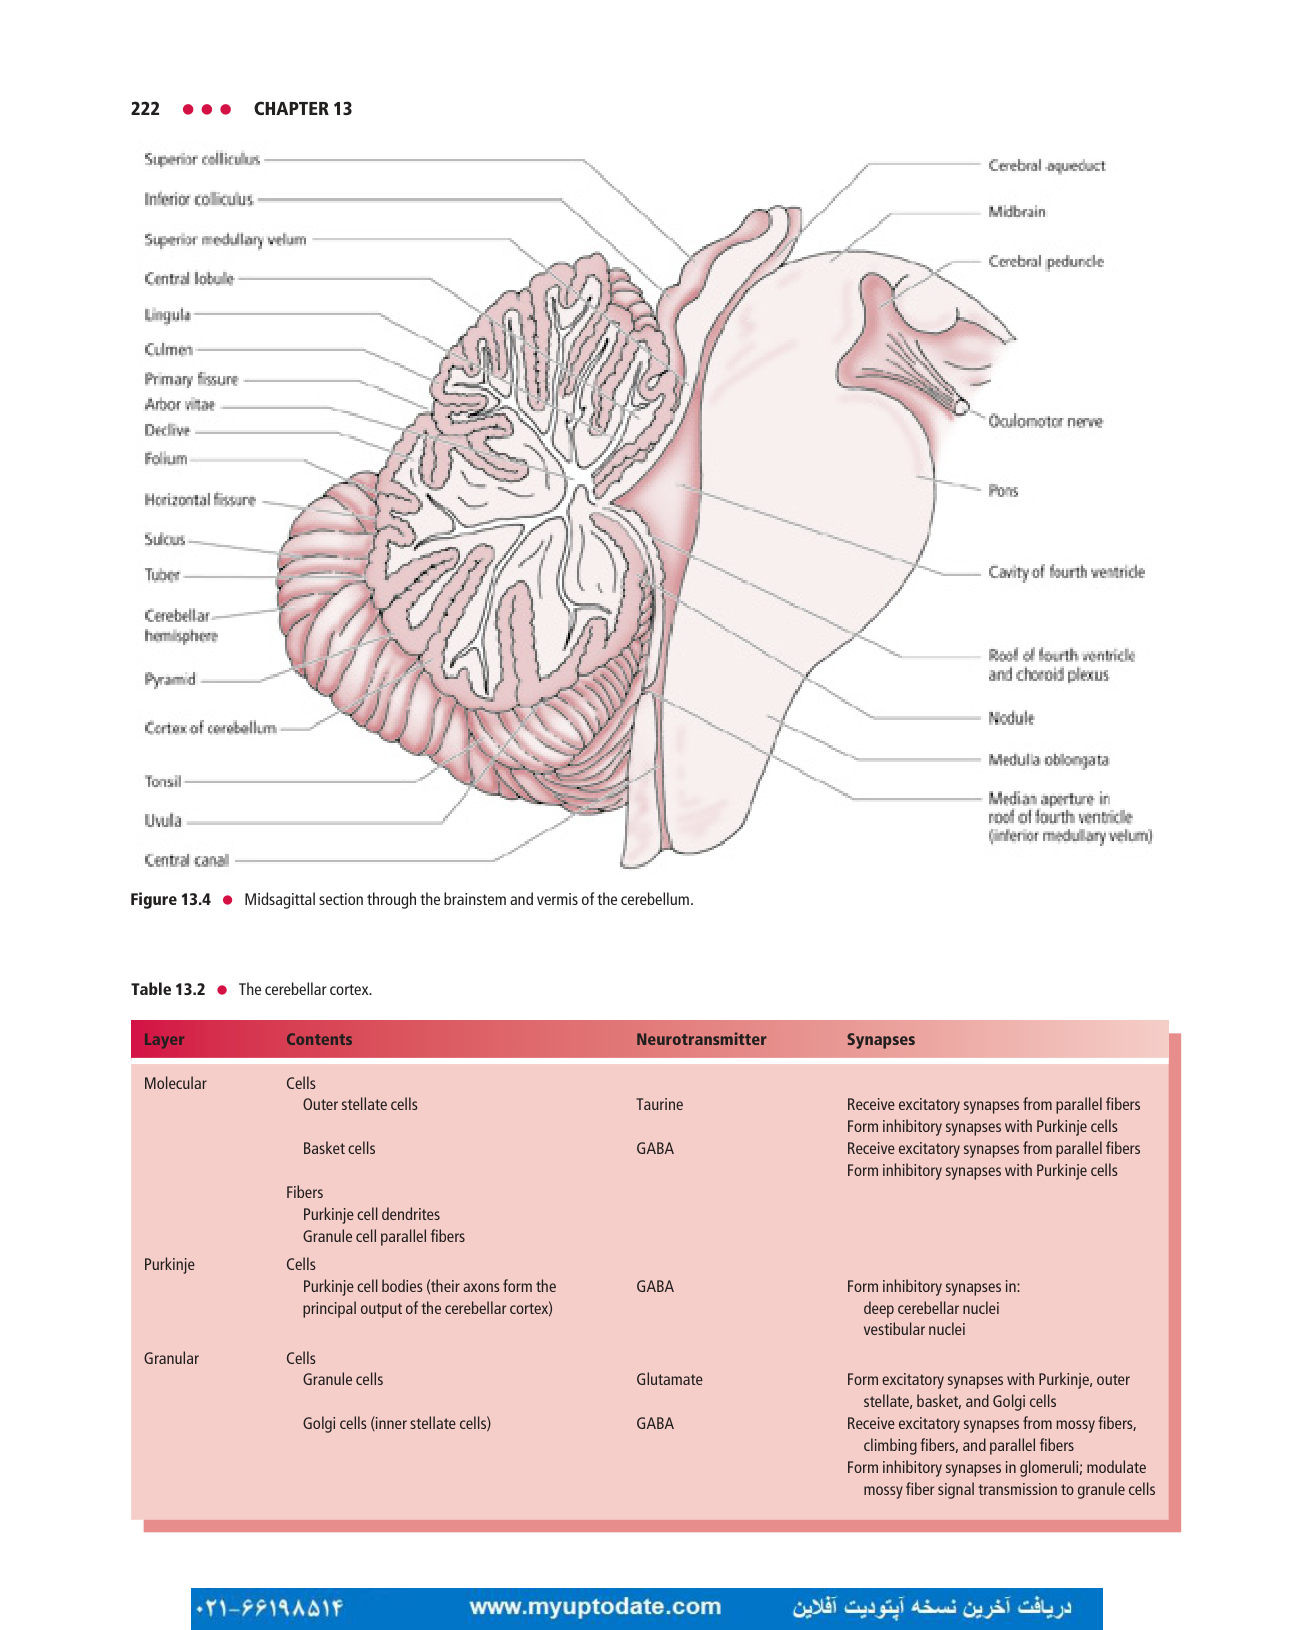 222 ●●● CHAPTER 13
Superior colliculus
Inferior colliculus
Superior medullary velum
Central lobule
Lingula
Culmen
Primary fissure
Arbor vitae
Declive
Folium
Horizontal fissure
Sulcus
Tuber
Cerebellar
hemisphere
Pyramid
Cortex of cerebellum
Tonsil
Uvula
Central canal
Cerebral aqueduct
Midbrain
Cerebral peduncle
Oculomotor nerve
Pons
Cavity of fourth ventricle
Roof of fourth ventricle
and choroid plexus
Nodule
Medulla oblongata
Median aperture in
roof of fourth ventricle
(inferior medullary velum)
Figure 13.4 ● Midsagittal section through the brainstem and vermis of the cerebellum.
Table 13.2 ● The cerebellar cortex.
Layer Contents Neurotransmitter Synapses
Molecular Cells
Outer stellate cells Taurine Receive excitatory synapses from parallel fibers
Form inhibitory synapses with Purkinje cells
Basket cells GABA Receive excitatory synapses from parallel fibers
Form inhibitory synapses with Purkinje cells
Fibers
Purkinje cell dendrites
Granule cell parallel fibers
Purkinje Cells
Purkinje cell bodies (their axons form the GABA Form inhibitory synapses in:
principal output of the cerebellar cortex) deep cerebellar nuclei
vestibular nuclei
Granular Cells
Granule cells Glutamate Form excitatory synapses with Purkinje, outer
stellate, basket, and Golgi cells
Golgi cells (inner stellate cells) GABA Receive excitatory synapses from mossy fibers,
climbing fibers, and parallel fibers
Form inhibitory synapses in glomeruli; modulate
mossy fiber signal transmission to granule cells
۰۲۱-۶۶۱۹۸۵۱۴ www.myuptodate.com دریافت آخرین نسخه آپتودیت آفلاین